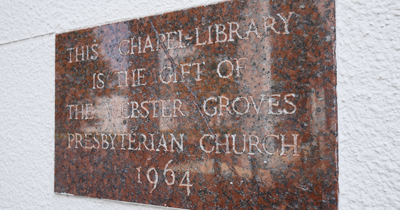 THIS CHAPEL-LIBRARY
IS THE GIFT OF
THE WEBSTER GROVES
PRESBYTERIAN CHURCH
1964